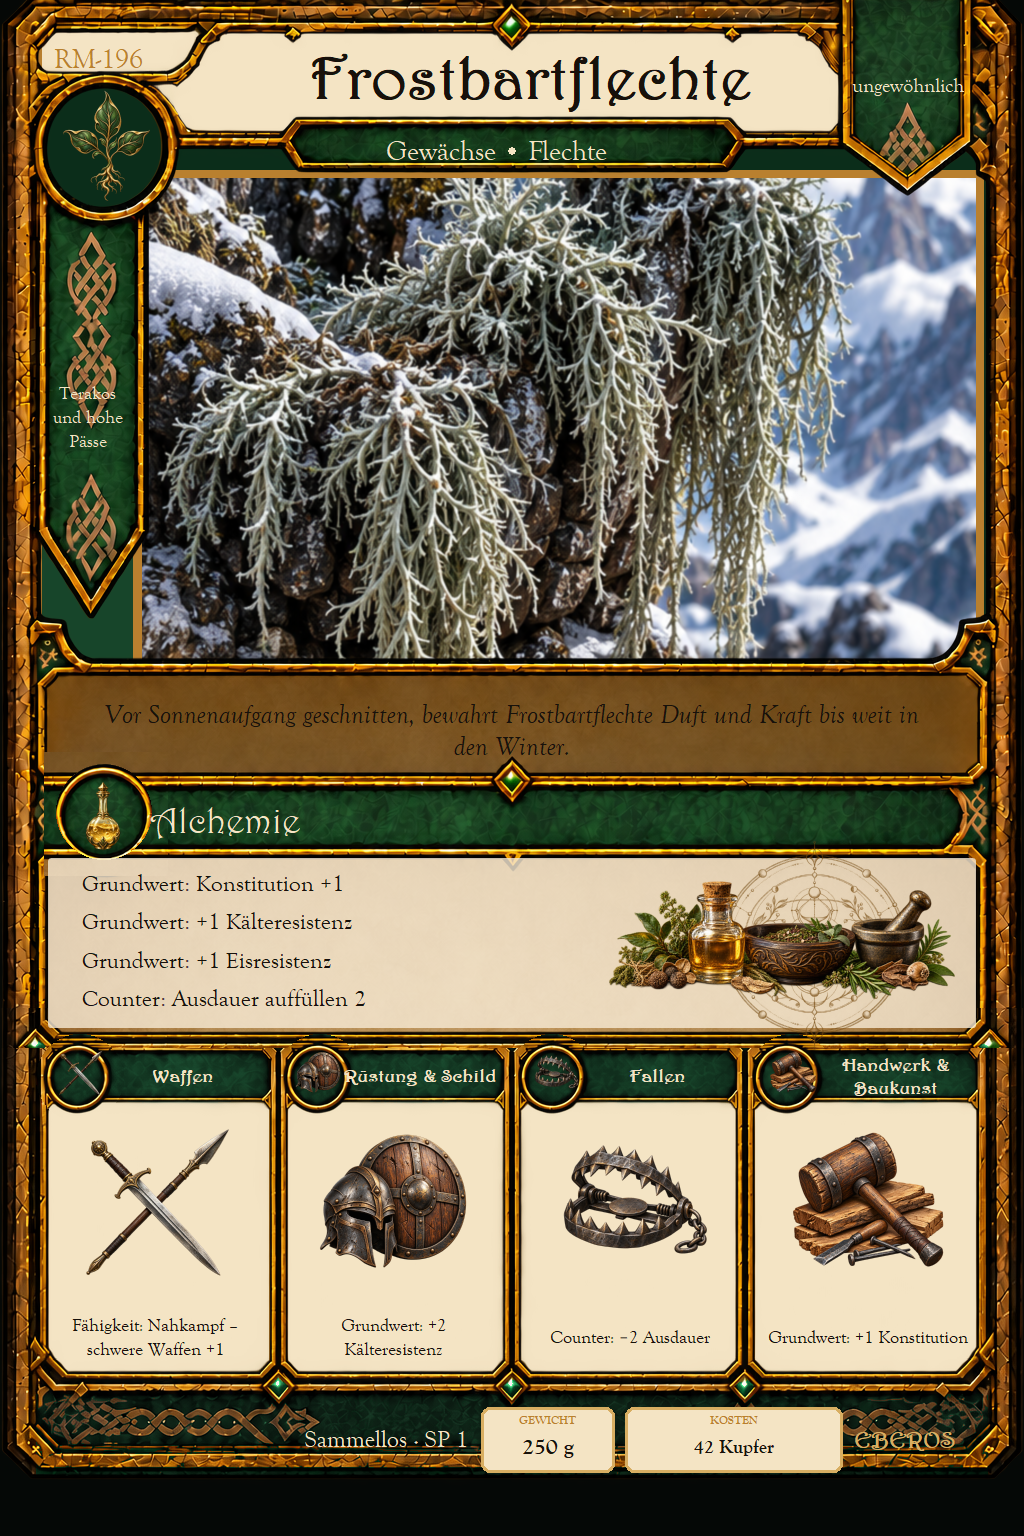 RM-196
Frostbartflechte
ungewöhnlich
Gewächse • Flechte
Terakos
und hohe
Pässe
Vor Sonnenaufgang geschnitten, bewahrt Frostbartflechte Duft und Kraft bis weit in
den Winter.
Alchemie
Grundwert: Konstitution +1
Grundwert: +1 Kälteresistenz
Grundwert: +1 Eisresistenz
Counter: Ausdauer auffüllen 2
Waffen
Fähigkeit: Nahkampf –
schwere Waffen +1
Rüstung & Schild
Grundwert: +2
Kälteresistenz
Fallen
Counter: −2 Ausdauer
Handwerk &
Baukunst
Grundwert: +1 Konstitution
Sammellos · SP 1
GEWICHT
250 g
KOSTEN
42 Kupfer
EBEROS